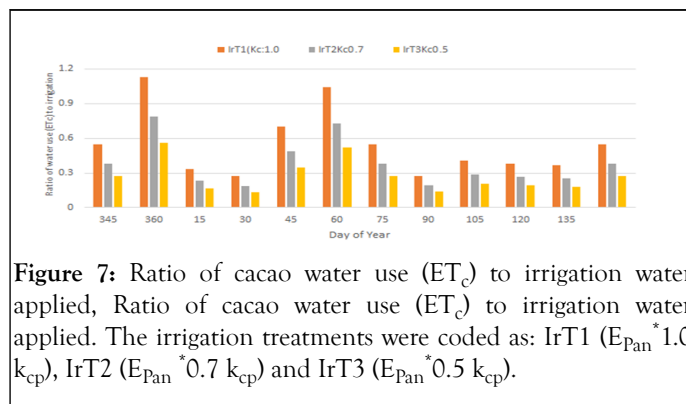 IrT1(Kc:1.0 IrT2Kc0.7 IrT3Kc0.5
Ratio of water use (ETc) to irrigation
1.2
0.9
0.6
0.3
0
345 360 15 30 45 60 75 90 105 120 135
Day of Year
Figure 7: Ratio of cacao water use (ETc) to irrigation water
applied, Ratio of cacao water use (ETc) to irrigation water
applied. The irrigation treatments were coded as: IrT1 (EPan*1.0
kcp), IrT2 (EPan *0.7 kcp) and IrT3 (EPan*0.5 kcp).